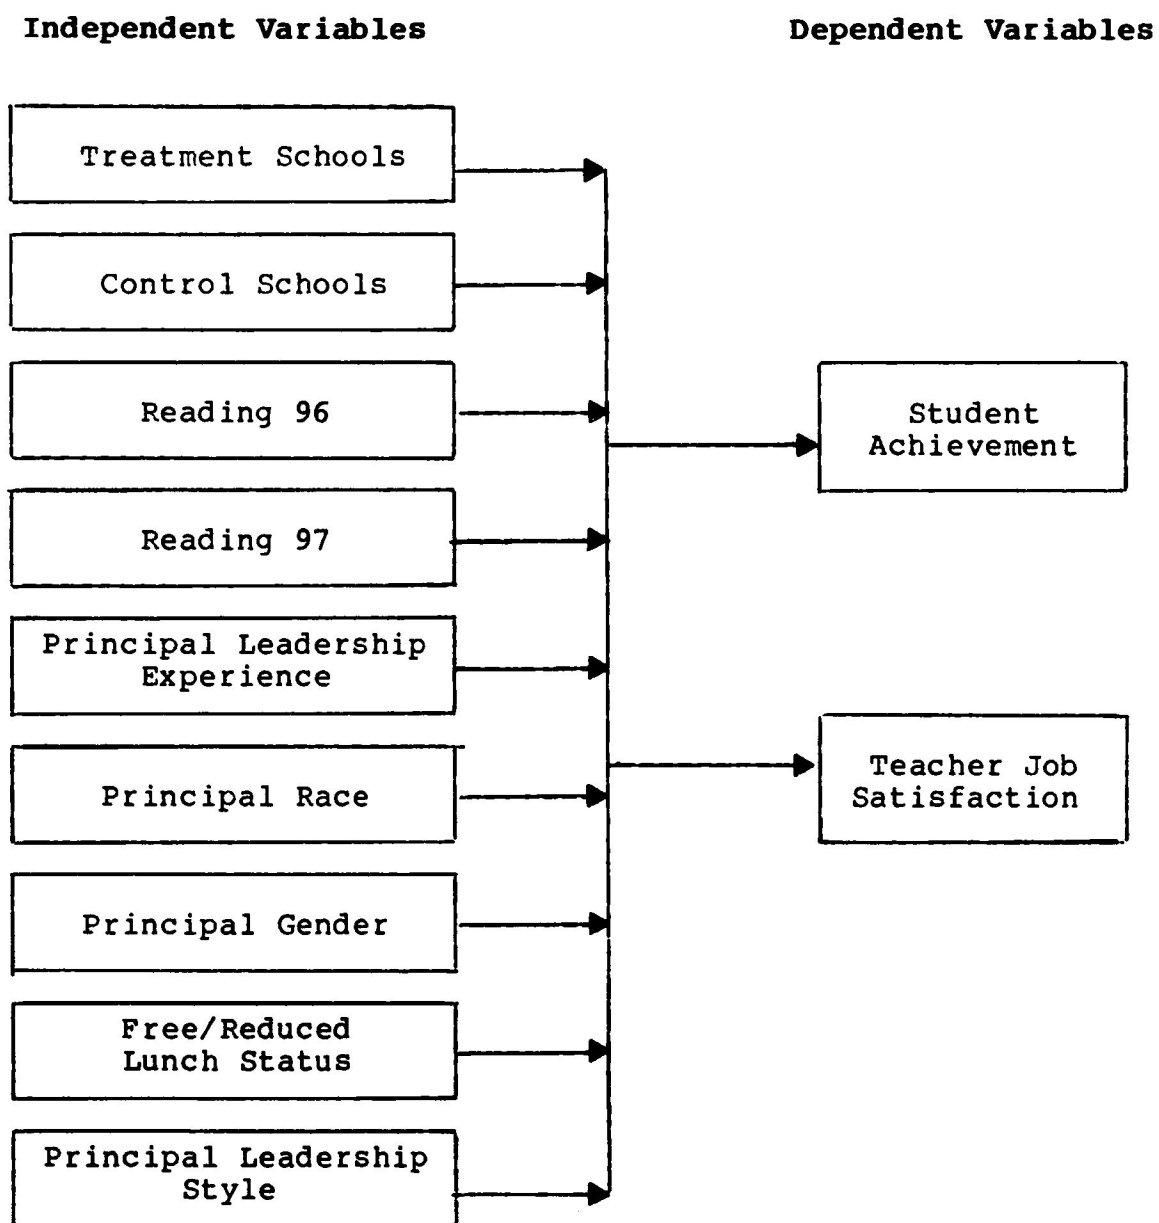 Independent Variables
Dependent Variables
Treatment Schools
Control Schools
Reading 96
Reading 97
Principal Leadership
Experience
Principal Race
Principal Gender
Free/Reduced
Lunch Status
Principal Leadership
Style
Student
Achievement
Teacher Job
Satisfaction